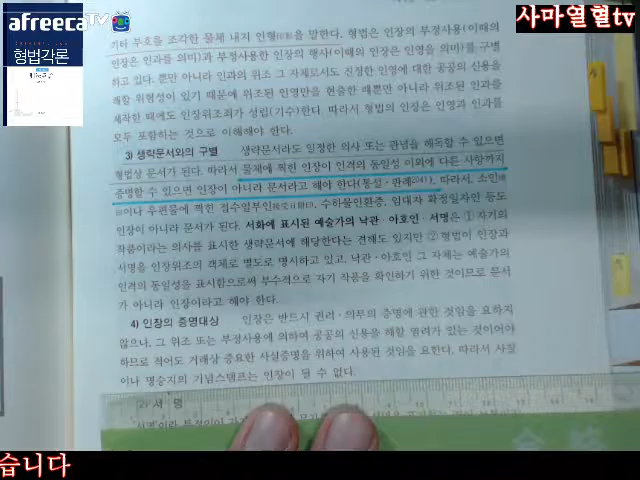 afreecaTV
사마열혈tv
형법각론
기타 부호를 조각한 물체 내지 인형(印形)을 말한다. 형법은 인장의 부정사용(이때의
인장은 인과를 의미)과 부정사용한 인장의 행사(이때의 인장은 인영을 의미)를 구별
하고 있다. 뿐만 아니라 인과의 위조 그 자체로서도 진정한 인영에 대한 공공의 신용을
해할 위험성이 있기 때문에 위조된 인영만을 현출한 때뿐만 아니라 위조된 인과를
제작한 때에도 인장위조죄가 성립(기수)한다. 따라서 형법의 인장은 인영과 인과를
모두 포함하는 것으로 이해해야 한다.
3) 생략문서와의 구별 생략문서라도 일정한 의사 또는 관념을 해독할 수 있으면
형법상 문서가 된다. 따라서 물체에 찍힌 인장이 인격의 동일성 이외에 다른 사항까지
증명할 수 있으면 인장이 아니라 문서라고 해야 한다(통설·판례). 따라서, 소인
이나 우편물에 찍힌 접수일부인, 수하물인환증, 임대차 확정일자인 등도
인장이 아니라 문서가 된다. 서화에 표시된 예술가의 낙관·아호인·서명은 ① 자기의
작품이라는 의사를 표시한 생략문서에 해당한다는 견해도 있지만 ② 형법이 인장과
서명을 인장위조의 객체로 별도로 명시하고 있고, 낙관·아호인 그 자체는 예술가의
인격의 동일성을 표시함으로써 부수적으로 자기 작품을 확인하기 위한 것이므로 문서
가 아니라 인장이라고 해야 한다.
4) 인장의 증명대상 인장은 반드시 권리·의무의 증명에 관한 것임을 요하지
않으나, 그 위조 또는 부정사용에 의하여 공공의 신용을 해할 염려가 있는 것이어야
하므로 적어도 거래상 중요한 사실증명을 위하여 사용된 것임을 요한다. 따라서 사찰
이나 명승지의 기념스탬프는 인장이 될 수 없다.
2) 서 명
습니다